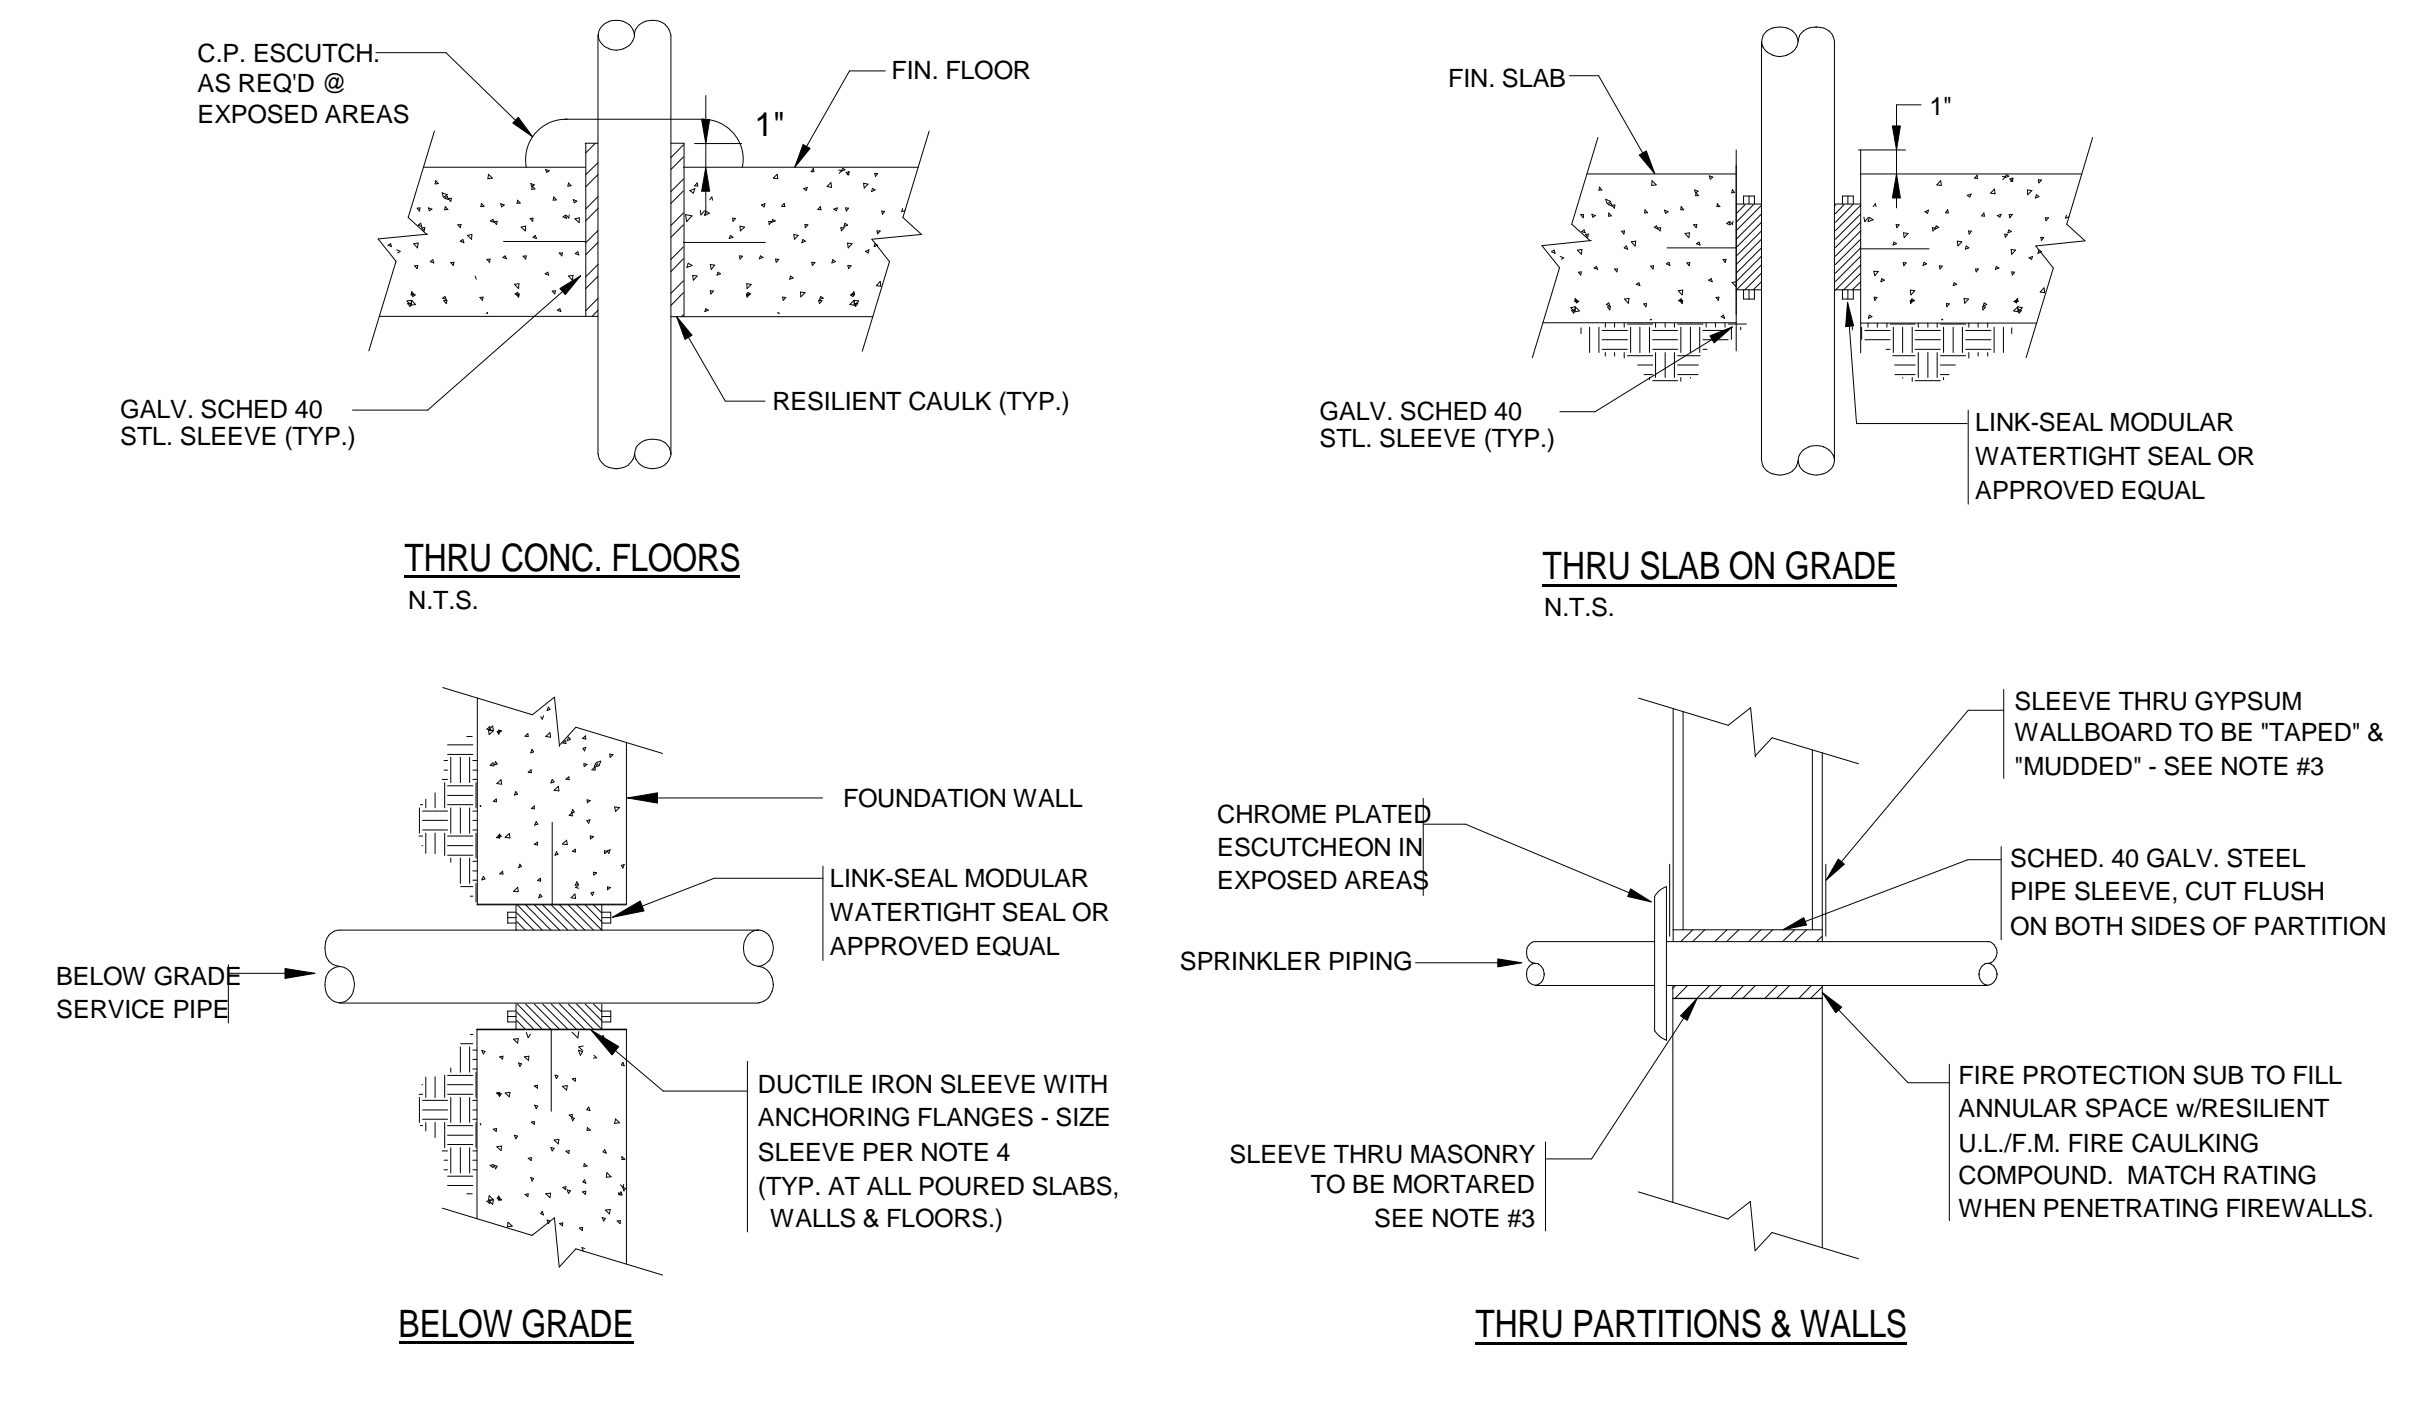 C.P. ESCUTCH.
AS REQ'D @
EXPOSED AREAS
1"
FIN. FLOOR
GALV. SCHED 40
STL. SLEEVE (TYP.)
RESILIENT CAULK (TYP.)
THRU CONC. FLOORS
N.T.S.
FIN. SLAB
1"
GALV. SCHED 40
STL. SLEEVE (TYP.)
LINK-SEAL MODULAR
WATERTIGHT SEAL OR
APPROVED EQUAL
THRU SLAB ON GRADE
N.T.S.
FOUNDATION WALL
LINK-SEAL MODULAR
WATERTIGHT SEAL OR
APPROVED EQUAL
BELOW GRADE
SERVICE PIPE
DUCTILE IRON SLEEVE WITH
ANCHORING FLANGES - SIZE
SLEEVE PER NOTE 4
(TYP. AT ALL POURED SLABS,
WALLS & FLOORS.)
BELOW GRADE
SLEEVE THRU GYPSUM
WALLBOARD TO BE "TAPED" &
"MUDDED" - SEE NOTE #3
CHROME PLATED
ESCUTCHEON IN
EXPOSED AREAS
SCHED. 40 GALV. STEEL
PIPE SLEEVE, CUT FLUSH
ON BOTH SIDES OF PARTITION
SPRINKLER PIPING
SLEEVE THRU MASONRY
TO BE MORTARED
SEE NOTE #3
FIRE PROTECTION SUB TO FILL
ANNULAR SPACE w/RESILIENT
U.L./F.M. FIRE CAULKING
COMPOUND.  MATCH RATING
WHEN PENETRATING FIREWALLS.
THRU PARTITIONS & WALLS